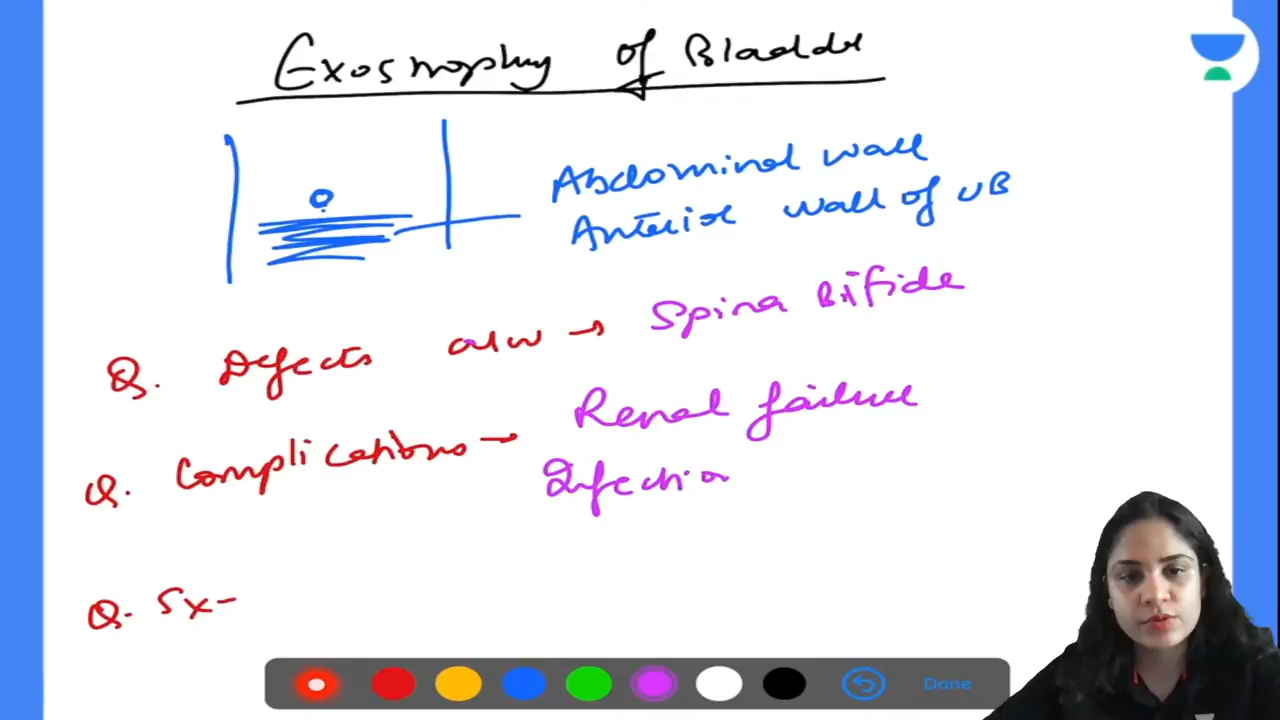 Exosmophy of Bladder
Abdominal wall
Anterior wall of UB
Q. Defects a/w → Spina Bifida
Q. Complications → Renal failure
Infection
Q. Sx-
Done